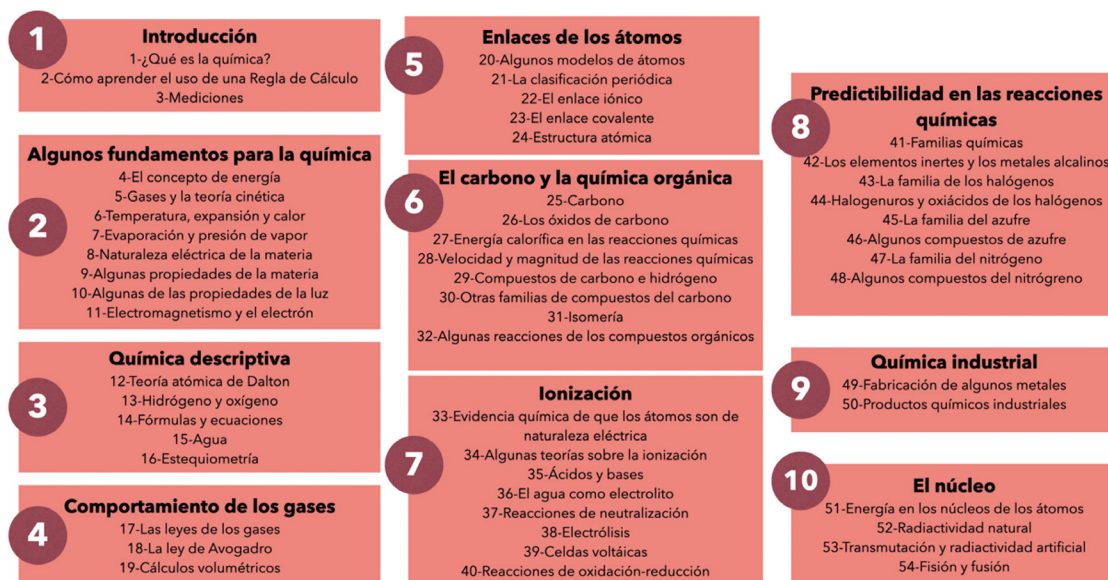 1
Introducción
1-¿Qué es la química?
2-Cómo aprender el uso de una Regla de Cálculo
3-Mediciones
2
Algunos fundamentos para la química
4-El concepto de energía
5-Gases y la teoría cinética
6-Temperatura, expansión y calor
7-Evaporación y presión de vapor
8-Naturaleza eléctrica de la materia
9-Algunas propiedades de la materia
10-Algunas de las propiedades de la luz
11-Electromagnetismo y el electrón
3
Química descriptiva
12-Teoría atómica de Dalton
13-Hidrógeno y oxígeno
14-Fórmulas y ecuaciones
15-Agua
16-Estequiometría
4
Comportamiento de los gases
17-Las leyes de los gases
18-La ley de Avogadro
19-Cálculos volumétricos
5
Enlaces de los átomos
20-Algunos modelos de átomos
21-La clasificación periódica
22-El enlace iónico
23-El enlace covalente
24-Estructura atómica
6
El carbono y la química orgánica
25-Carbono
26-Los óxidos de carbono
27-Energía calorífica en las reacciones químicas
28-Velocidad y magnitud de las reacciones químicas
29-Compuestos de carbono e hidrógeno
30-Otras familias de compuestos del carbono
31-Isomería
32-Algunas reacciones de los compuestos orgánicos
7
Ionización
33-Evidencia química de que los átomos son de
naturaleza eléctrica
34-Algunas teorías sobre la ionización
35-Ácidos y bases
36-El agua como electrolito
37-Reacciones de neutralización
38-Electrólisis
39-Celdas voltáicas
40-Reacciones de oxidación-reducción
8
Predictibilidad en las reacciones
químicas
41-Familias químicas
42-Los elementos inertes y los metales alcalinos
43-La familia de los halógenos
44-Halogenuros y oxiácidos de los halógenos
45-La familia del azufre
46-Algunos compuestos de azufre
47-La familia del nitrógeno
48-Algunos compuestos del nitrógreno
9
Química industrial
49-Fabricación de algunos metales
50-Productos químicos industriales
10
El núcleo
51-Energía en los núcleos de los átomos
52-Radiactividad natural
53-Transmutación y radiactividad artificial
54-Fisión y fusión